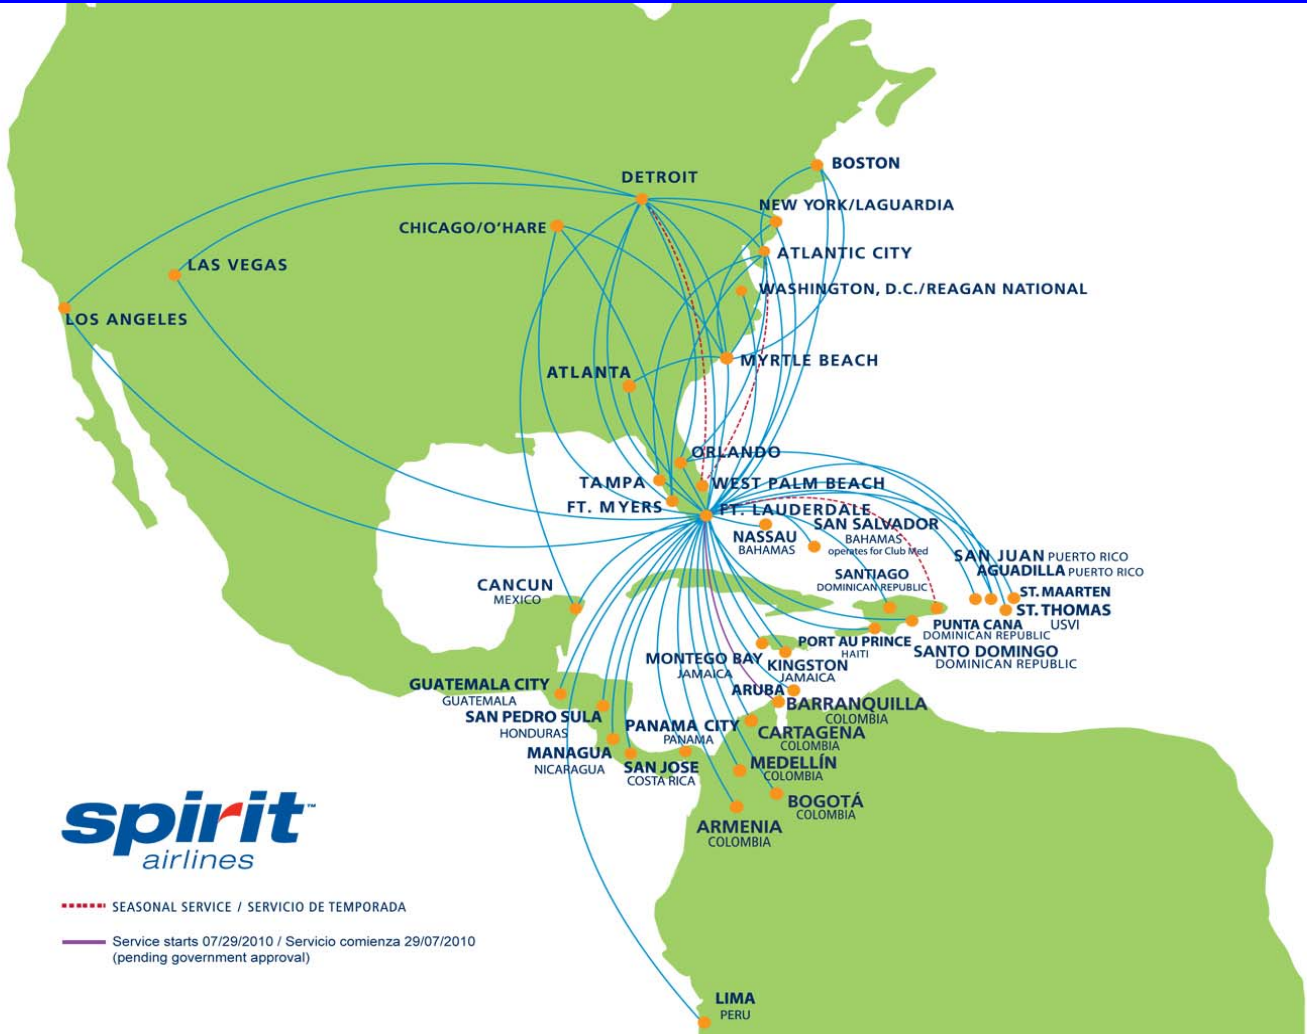 BOSTON
DETROIT
NEW YORK/LAGUARDIA
CHICAGO/O'HARE
ATLANTIC CITY
LAS VEGAS
WASHINGTON, D.C./REAGAN NATIONAL
LOS ANGELES
MYRTLE BEACH
ATLANTA
ORLANDO
TAMPA
WEST PALM BEACH
FT. MYERS
FT. LAUDERDALE
NASSAU
BAHAMAS
SAN SALVADOR
BAHAMAS
operates for Club Med
SAN JUAN PUERTO RICO
AGUADILLA PUERTO RICO
SANTIAGO
DOMINICAN REPUBLIC
CANCUN
MEXICO
ST. MAARTEN
ST. THOMAS
USVI
PUNTA CANA
DOMINICAN REPUBLIC
PORT AU PRINCE
HAITI
SANTO DOMINGO
DOMINICAN REPUBLIC
MONTEGO BAY
JAMAICA
KINGSTON
JAMAICA
GUATEMALA CITY
GUATEMALA
ARUBA
BARRANQUILLA
COLOMBIA
SAN PEDRO SULA
HONDURAS
PANAMA CITY
PANAMA
CARTAGENA
COLOMBIA
MANAGUA
NICARAGUA
SAN JOSE
COSTA RICA
MEDELLÍN
COLOMBIA
BOGOTÁ
COLOMBIA
ARMENIA
COLOMBIA
spirit™
airlines
SEASONAL SERVICE / SERVICIO DE TEMPORADA
Service starts 07/29/2010 / Servicio comienza 29/07/2010
(pending government approval)
LIMA
PERU